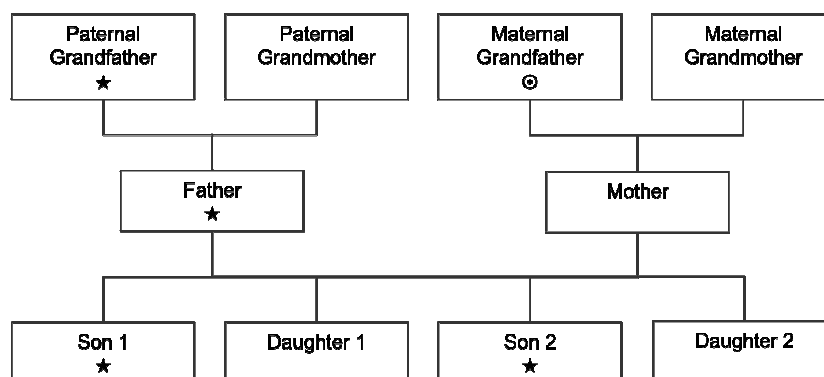 Paternal
Grandfather
★
Paternal
Grandmother
Maternal
Grandfather
⊙
Maternal
Grandmother
Father
★
Mother
Son 1
★
Daughter 1
Son 2
★
Daughter 2